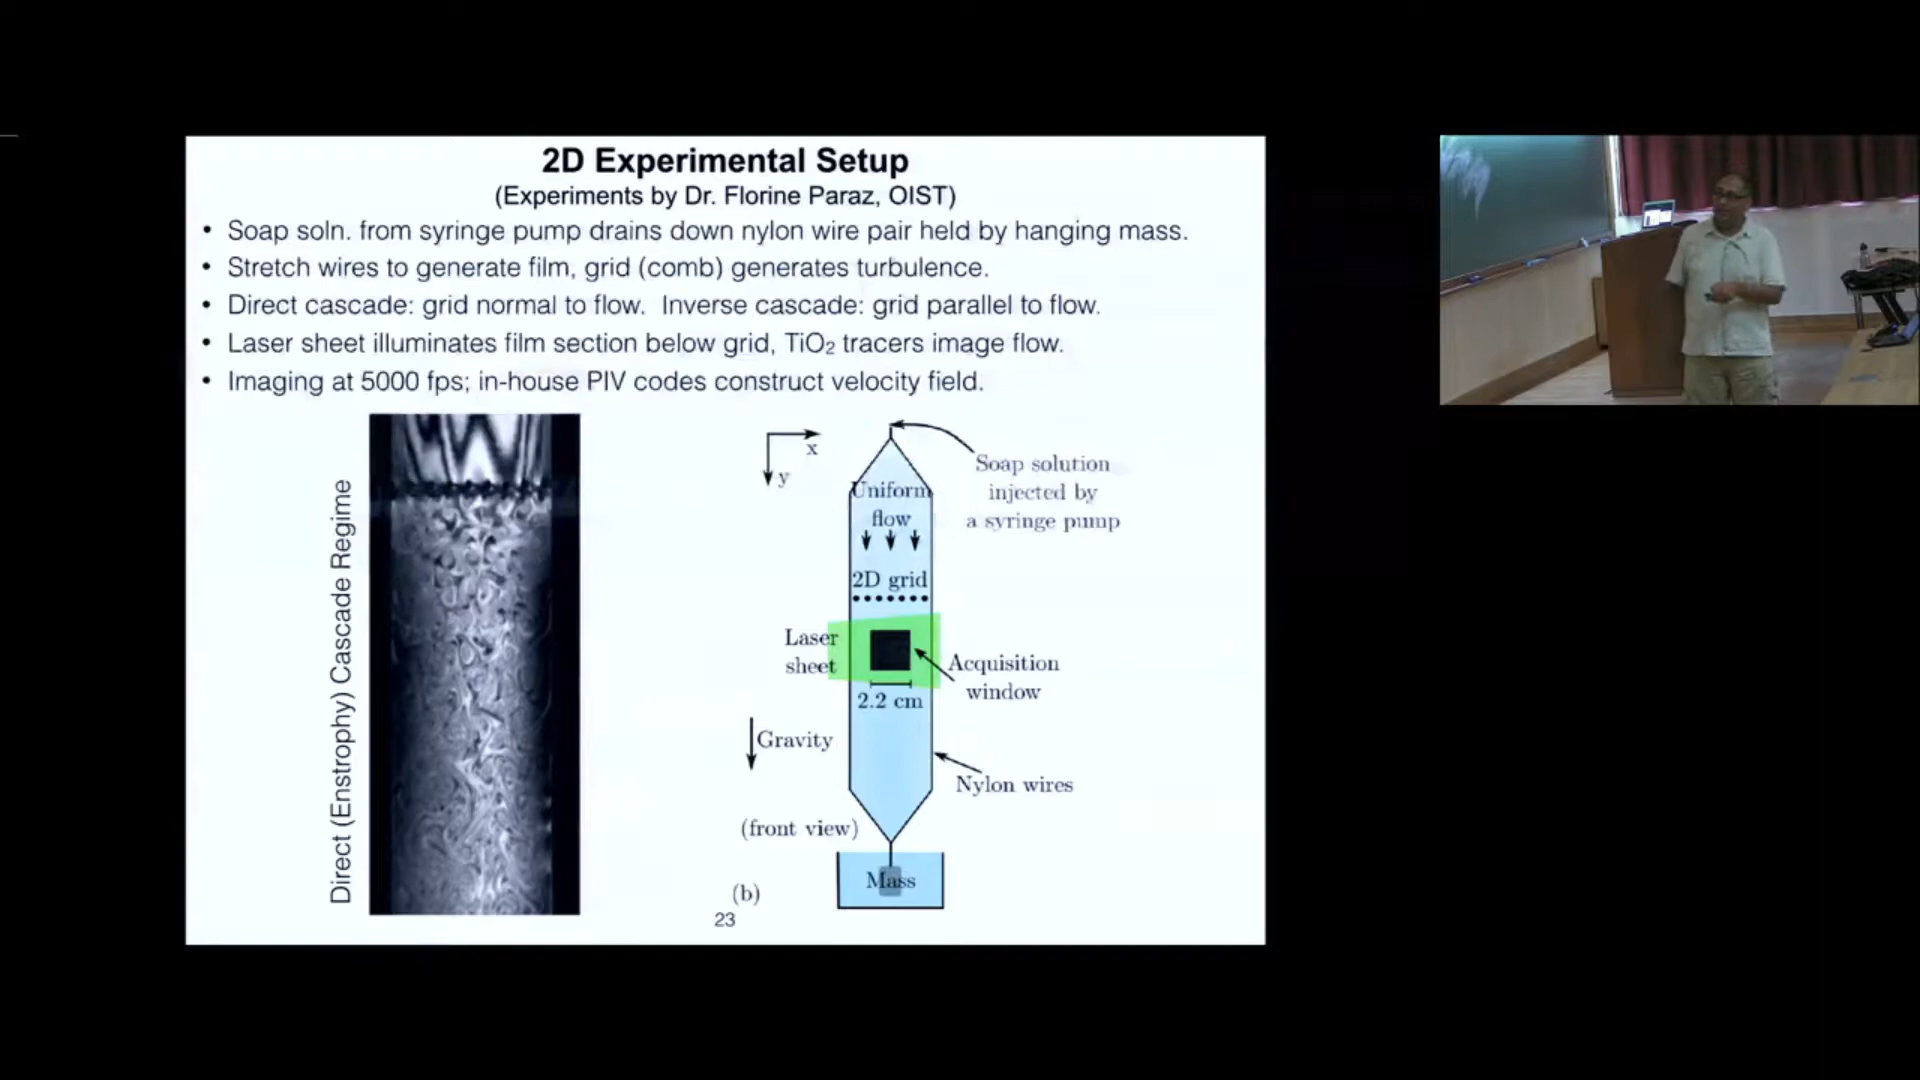 2D Experimental Setup
(Experiments by Dr. Florine Paraz, OIST)
• Soap soln. from syringe pump drains down nylon wire pair held by hanging mass.
• Stretch wires to generate film, grid (comb) generates turbulence.
• Direct cascade: grid normal to flow. Inverse cascade: grid parallel to flow.
• Laser sheet illuminates film section below grid, TiO2 tracers image flow.
• Imaging at 5000 fps; in-house PIV codes construct velocity field.
Direct (Enstrophy) Cascade Regime
x
y
Soap solution
injected by
a syringe pump
Uniform
flow
2D grid
Laser
sheet
Acquisition
window
2.2 cm
Gravity
Nylon wires
(front view)
Mass
(b)
23